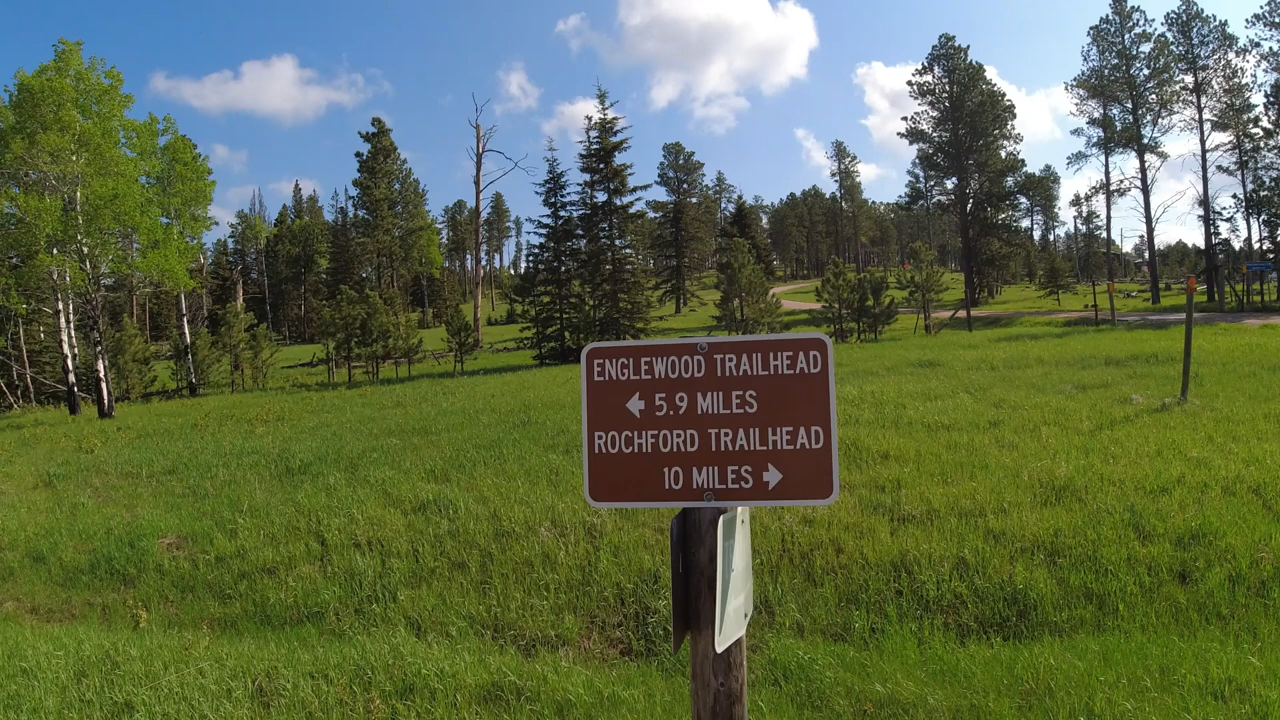 ENGLEWOOD TRAILHEAD
← 5.9 MILES
ROCHFORD TRAILHEAD
10 MILES →